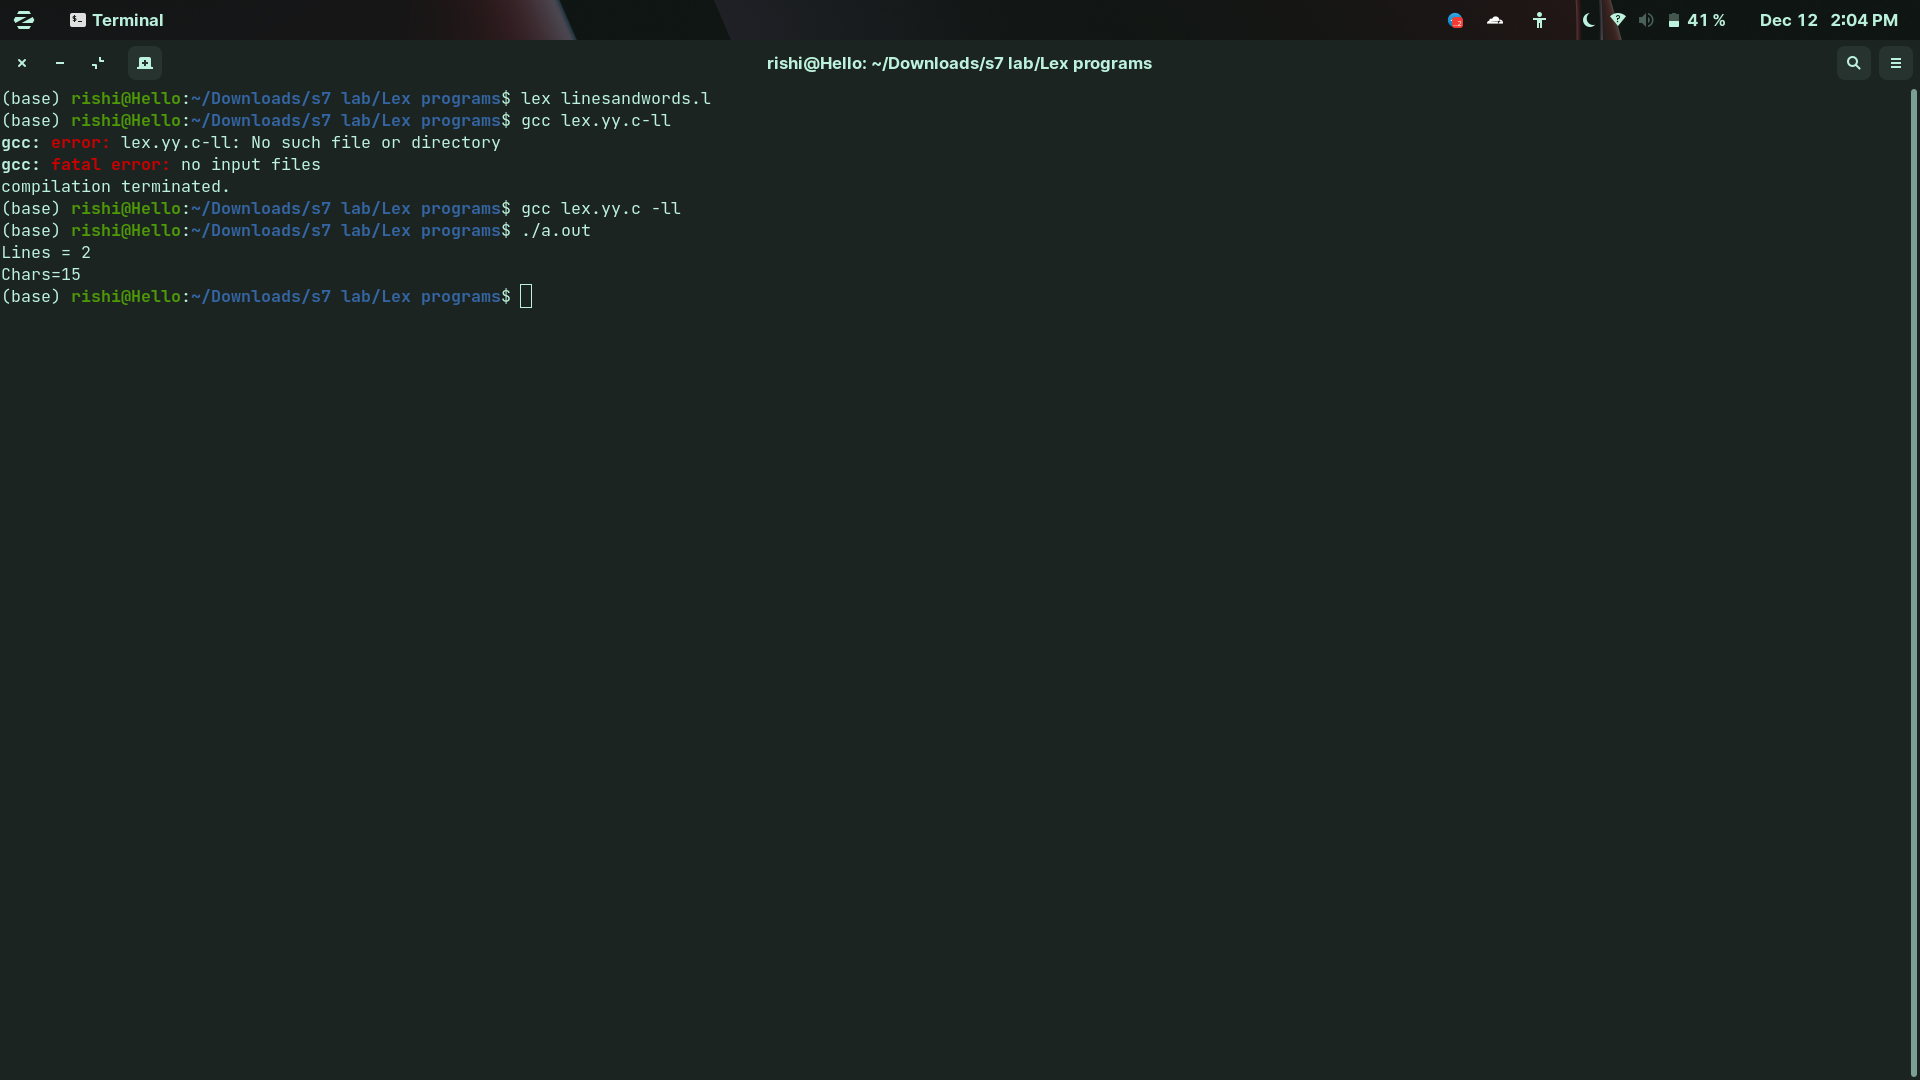 Terminal
41 %
Dec 12 2:04 PM
rishi@Hello: ~/Downloads/s7 lab/Lex programs
(base) rishi@Hello:~/Downloads/s7 lab/Lex programs$ lex linesandwords.l
(base) rishi@Hello:~/Downloads/s7 lab/Lex programs$ gcc lex.yy.c-ll
gcc: error: lex.yy.c-ll: No such file or directory
gcc: fatal error: no input files
compilation terminated.
(base) rishi@Hello:~/Downloads/s7 lab/Lex programs$ gcc lex.yy.c -ll
(base) rishi@Hello:~/Downloads/s7 lab/Lex programs$ ./a.out
Lines = 2
Chars=15
(base) rishi@Hello:~/Downloads/s7 lab/Lex programs$